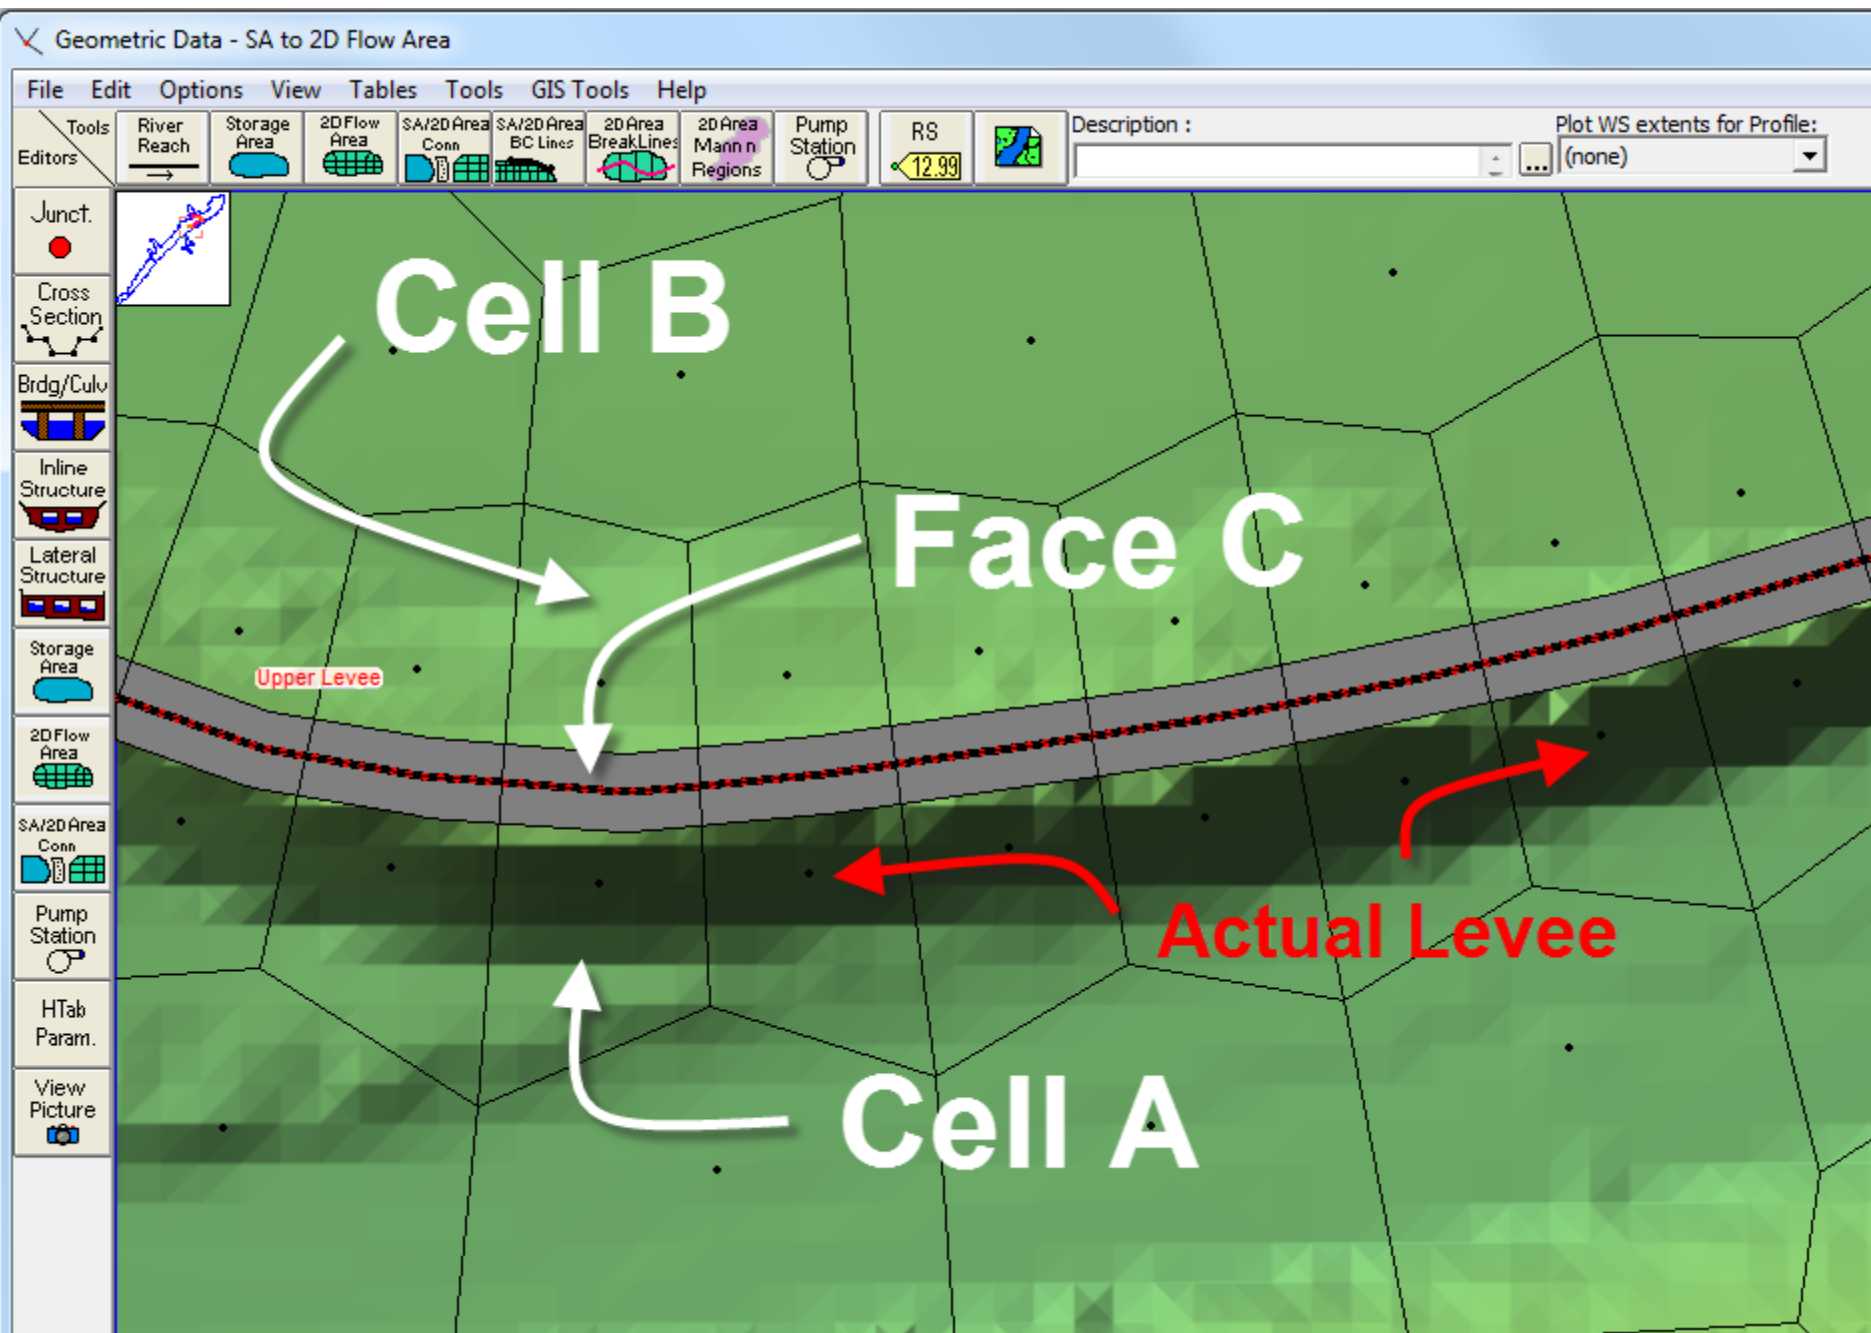 Geometric Data - SA to 2D Flow Area
File Edit Options View Tables Tools GIS Tools Help
Tools
Editors
River
Reach
Storage
Area
2D Flow
Area
SA/2D Area
Conn
SA/2D Area
BC Lines
2D Area
BreakLines
2D Area
Mann n
Regions
Pump
Station
RS
12.99
Description :
...
Plot WS extents for Profile:
(none)
Junct.
Cross
Section
Brdg/Culv
Inline
Structure
Lateral
Structure
Storage
Area
2D Flow
Area
SA/2D Area
Conn
Pump
Station
HTab
Param.
View
Picture
Cell B
Face C
Upper Levee
Actual Levee
Cell A